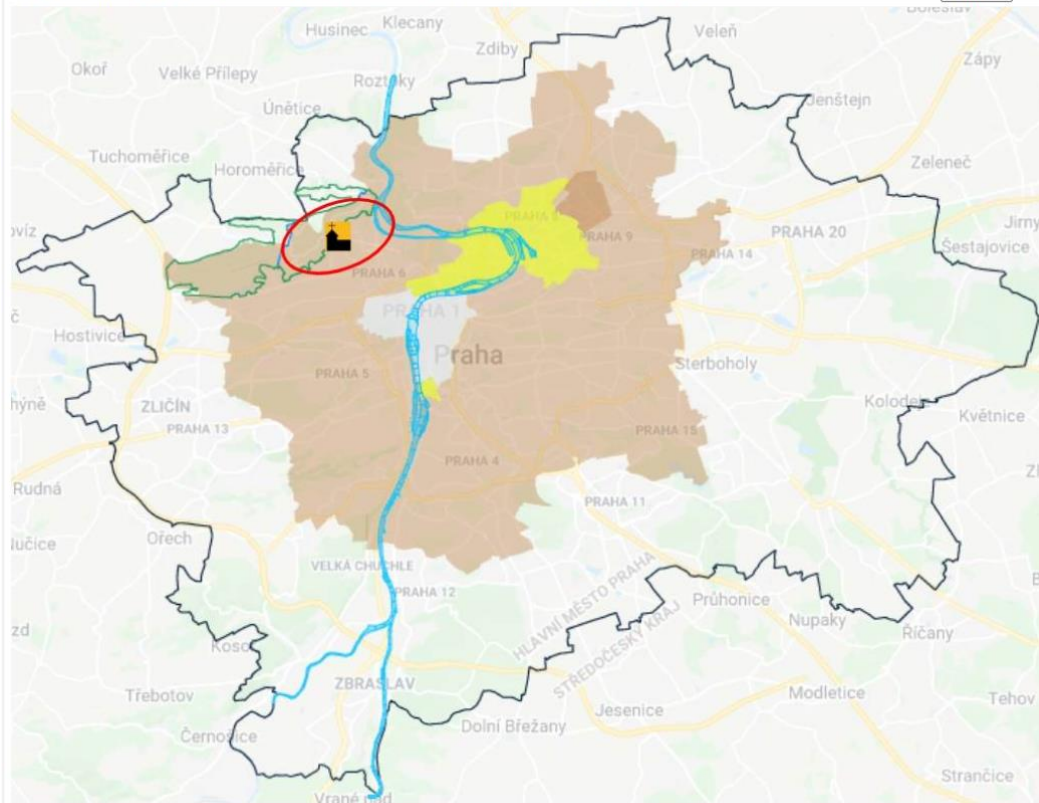 Husinec
Klecany
Veleň
Zdiby
Okoř
Velké Přílepy
Zápy
Roztoky
Únětice
Jenštejn
Tuchoměřice
Horoměřice
Zeleneč
PRAHA 8
PRAHA 9
PRAHA 20
Jirny
Šestajovice
PRAHA 14
PRAHA 6
PRAHA 1
Hostivice
Praha
Sterboholy
PRAHA 5
ZLIČÍN
Koloděje
Květnice
PRAHA 13
PRAHA 15
PRAHA 4
Rudná
PRAHA 11
Ořech
VELKÁ CHUCHLE
PRAHA 12
HLAVNÍ MĚSTO PRAHA
STŘEDOČESKÝ KRAJ
Průhonice
Nupaky
Říčany
ZBRASLAV
Třebotov
Modletice
Tehov
Jesenice
Dolní Břežany
Černošice
Strančice
Vrané nad